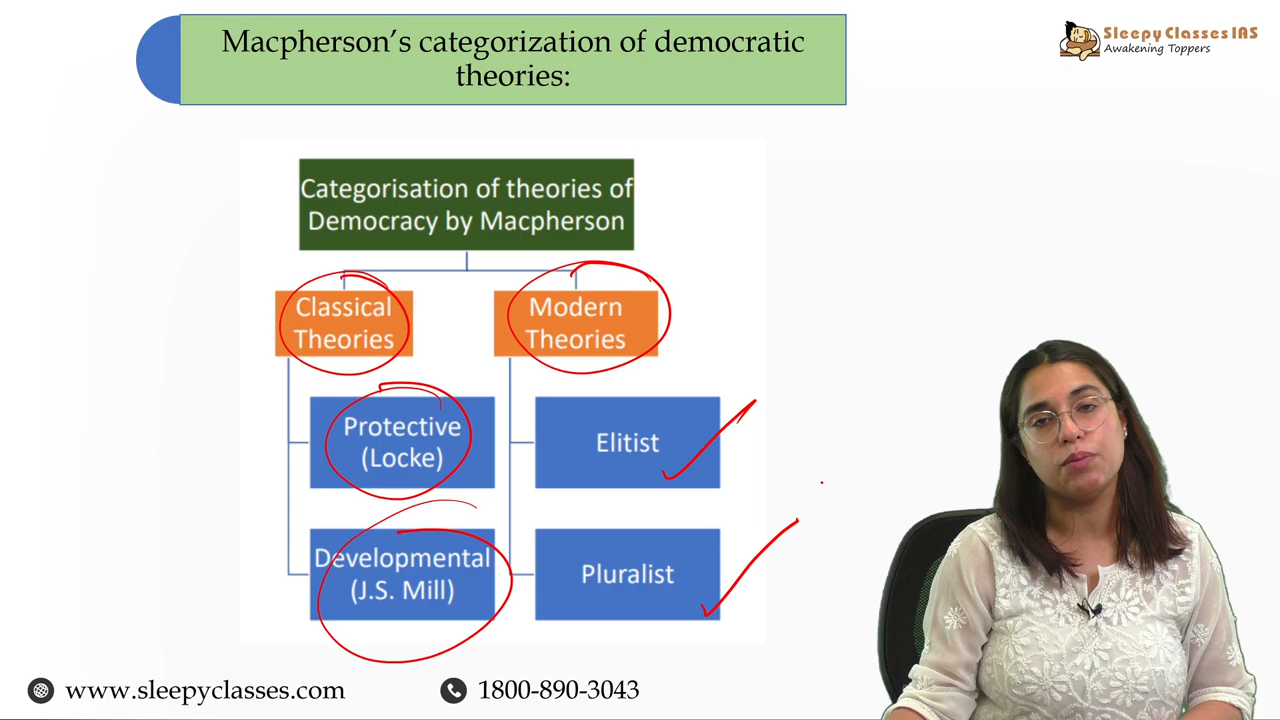 Macpherson’s categorization of democratic
theories:
Sleepy Classes IAS
Awakening Toppers
Categorisation of theories of
Democracy by Macpherson
Classical
Theories
Modern
Theories
Protective
(Locke)
Elitist
Developmental
(J.S. Mill)
Pluralist
www.sleepyclasses.com
1800-890-3043